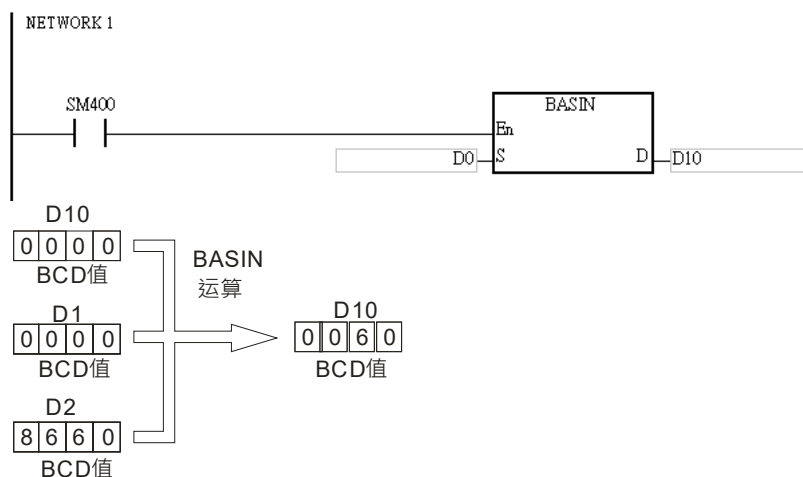 NETWORK 1
SM400
BASIN
En
D0 S D D10
D10
0 0 0 0
BCD值
BASIN
运算
D1
0 0 0 0
BCD值
D10
0 0 6 0
BCD值
D2
8 6 6 0
BCD值